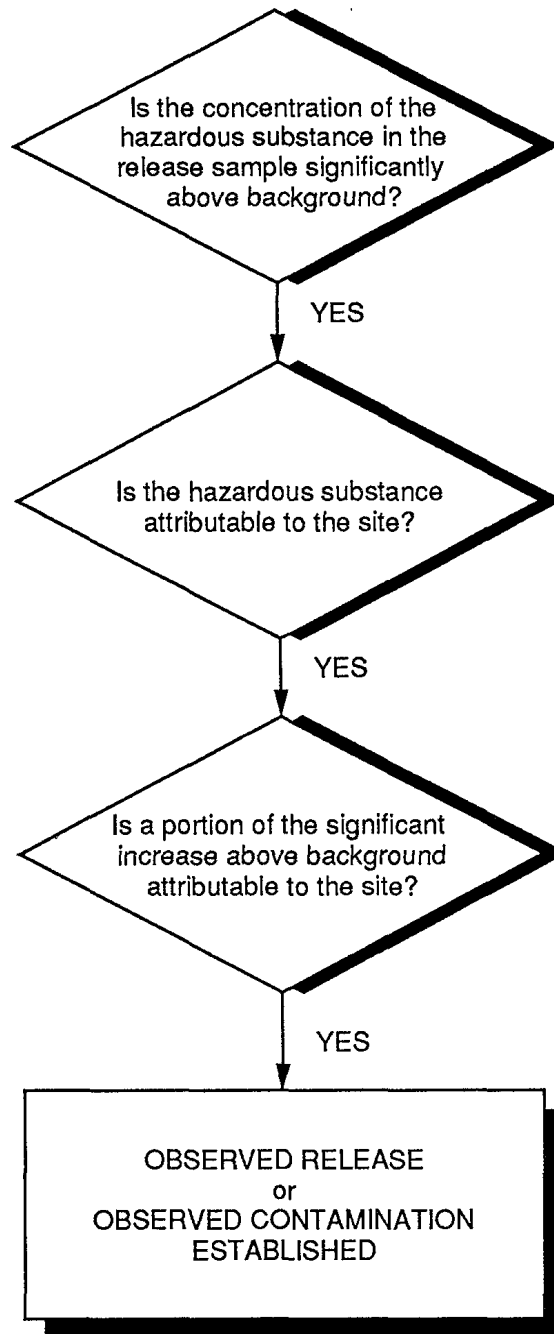 Is the concentration of the
hazardous substance in the
release sample significantly
above background?
YES
Is the hazardous substance
attributable to the site?
YES
Is a portion of the significant
increase above background
attributable to the site?
YES
OBSERVED RELEASE
or
OBSERVED CONTAMINATION
ESTABLISHED